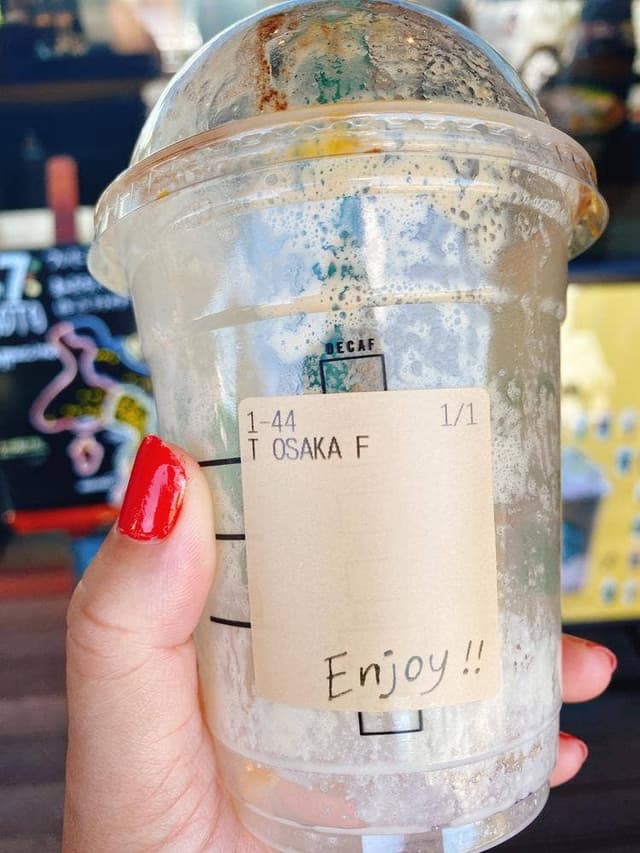 DECAF
1-44 1/1
T OSAKA F
Enjoy!!